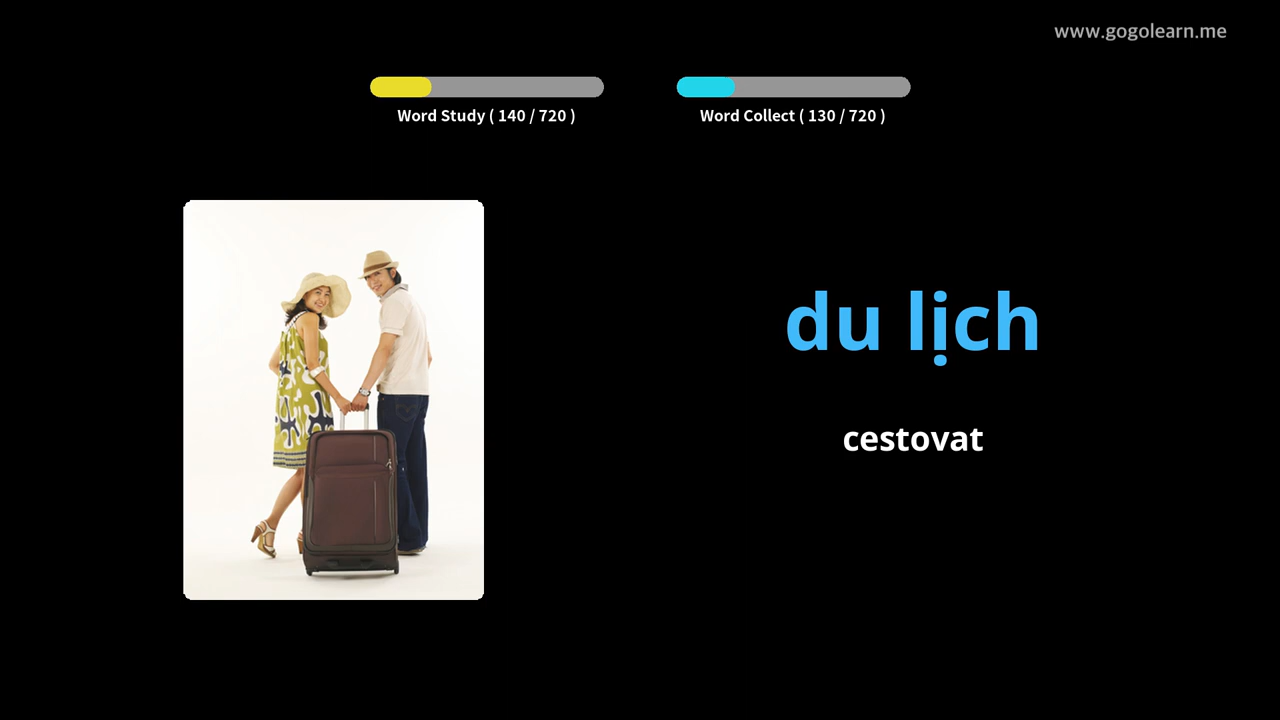 www.gogolearn.me
Word Study ( 140 / 720 )
Word Collect ( 130 / 720 )
du lịch
cestovat